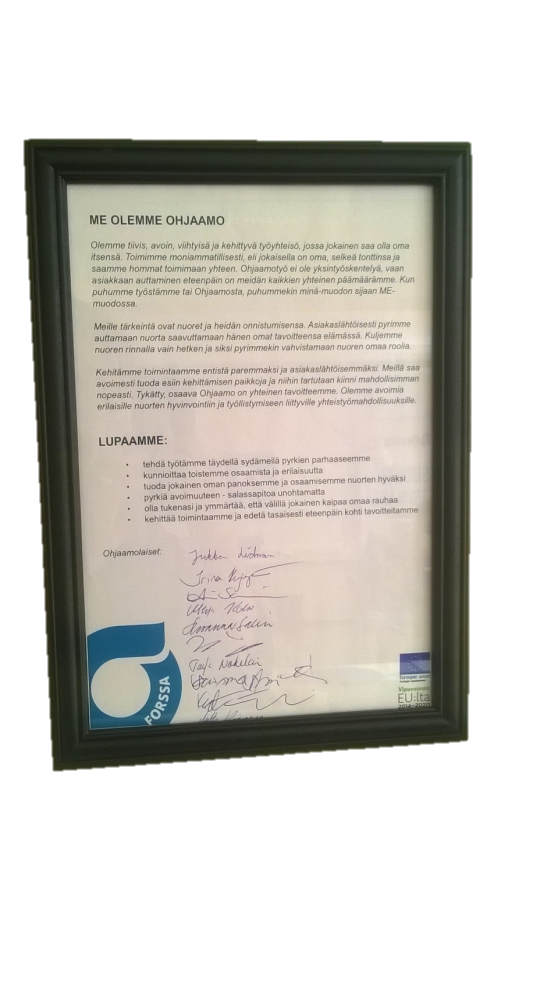 ME OLEMME OHJAAMO
Olemme tiivis, avoin, viihtyisä ja kehittyvä työyhteisö, jossa jokainen saa olla oma
itsensä. Toimimme moniammatillisesti, eli jokaisella on oma, selkeä tonttinsa ja
saamme hommat toimimaan yhteen. Ohjaamotyö ei ole yksintyöskentelyä, vaan
asiakkaan auttaminen eteenpäin on meidän kaikkien yhteinen päämäärämme. Kun
puhumme työstämme tai Ohjaamosta, puhummekin minä-muodon sijaan ME-
muodossa.
Meille tärkeintä ovat nuoret ja heidän onnistumisensa. Asiakaslähtöisesti pyrimme
auttamaan nuorta saavuttamaan hänen omat tavoitteensa elämässä. Kuljemme
nuoren rinnalla vain hetken ja siksi pyrimmekin vahvistamaan nuoren omaa roolia.
Kehitämme toimintaamme entistä paremmaksi ja asiakaslähtöisemmäksi. Meillä saa
avoimesti tuoda esiin kehittämisen paikkoja ja niihin tartutaan kiinni mahdollisimman
nopeasti. Tykätty, osaava Ohjaamo on yhteinen tavoitteemme. Olemme avoimia
erilaisille nuorten hyvinvointiin ja työllistymiseen liittyville yhteistyömahdollisuuksille.
LUPAAMME:
• tehdä työtämme täydellä sydämellä pyrkien parhaaseemme
• kunnioittaa toistemme osaamista ja erilaisuutta
• tuoda jokainen oman panoksemme ja osaamisemme nuorten hyväksi
• pyrkiä avoimuuteen - salassapitoa unohtamatta
• olla tukenasi ja ymmärtää, että välillä jokainen kaipaa omaa rauhaa
• kehittää toimintaamme ja edetä tasaisesti eteenpäin kohti tavoitteitamme
Ohjaamolaiset:
Jukka
FORSSA
EU:lta
2014-2020